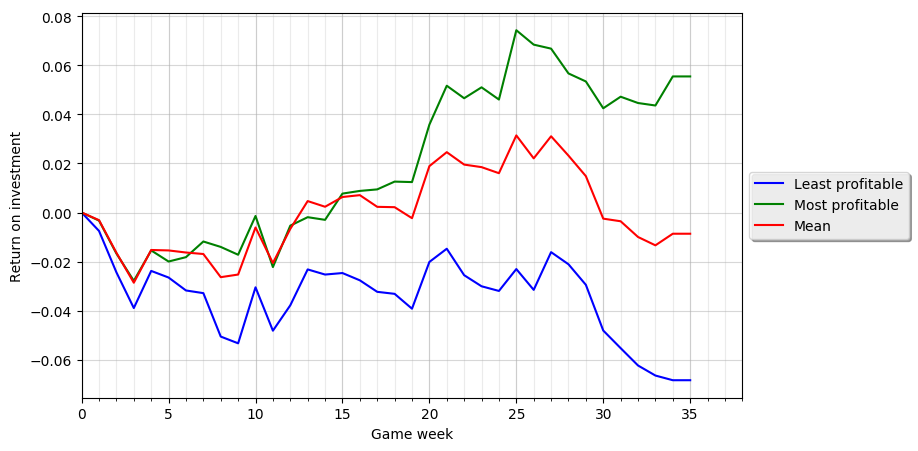 0.08
0.06
0.04
0.02
0.00
−0.02
−0.04
−0.06
Return on investment
0 5 10 15 20 25 30 35
Game week
Least profitable
Most profitable
Mean